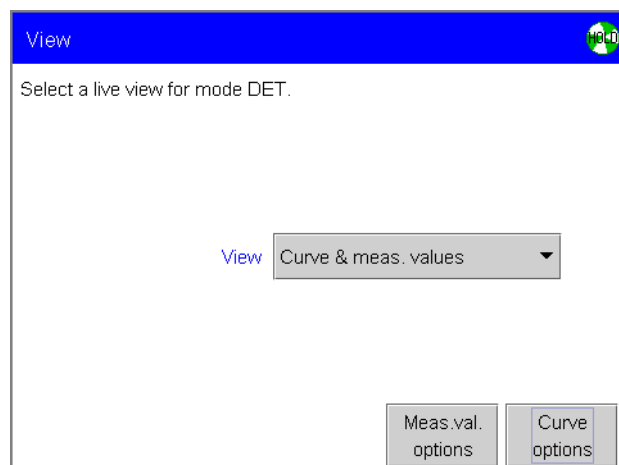 View
HOLD
Select a live view for mode DET.
View Curve & meas. values
Meas.val. options
Curve options